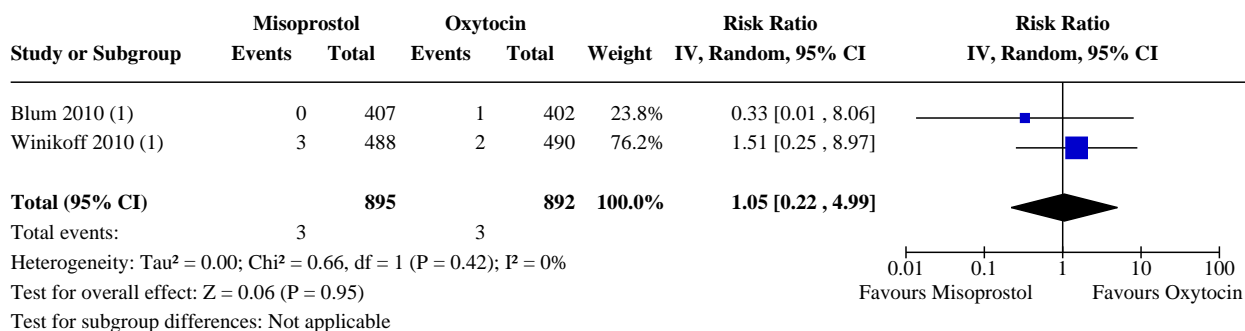 Misoprostol Oxytocin Risk Ratio Risk Ratio
Study or Subgroup Events Total Events Total Weight IV, Random, 95% CI IV, Random, 95% CI
Blum 2010 (1) 0 407 1 402 23.8% 0.33 [0.01 , 8.06]
Winikoff 2010 (1) 3 488 2 490 76.2% 1.51 [0.25 , 8.97]
Total (95% CI) 895 892 100.0% 1.05 [0.22 , 4.99]
Total events: 3 3
Heterogeneity: Tau² = 0.00; Chi² = 0.66, df = 1 (P = 0.42); I² = 0%
0.01 0.1 1 10 100
Test for overall effect: Z = 0.06 (P = 0.95)
Favours Misoprostol Favours Oxytocin
Test for subgroup differences: Not applicable